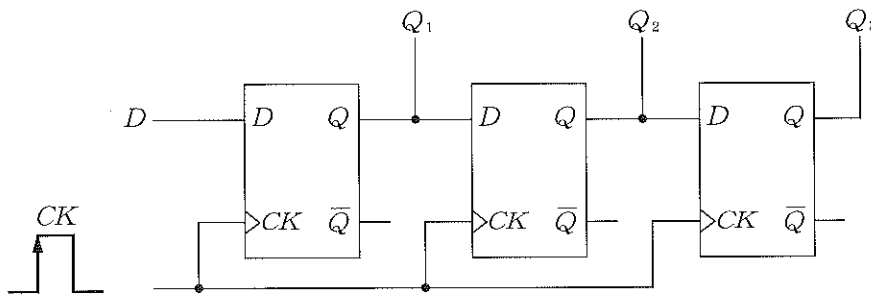 Q₁ Q₂ Q₃
D D Q D Q D Q
CK
CK Q̅ CK Q̅ CK Q̅